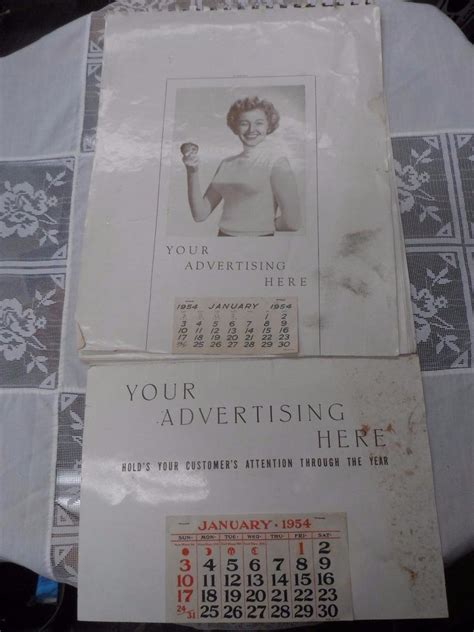 YOUR
ADVERTISING
HERE
1954 JANUARY 1954
1 2
3 4 5 6 7 8 9
10 11 12 13 14 15 16
17 18 19 20 21 22 23
25 26 27 28 29 30
YOUR
ADVERTISING
HERE
HOLD'S YOUR CUSTOMER'S ATTENTION THROUGH THE YEAR
JANUARY · 1954
SUN. MON. TUE. WED. THU. FRI. SAT.
1 2
3 4 5 6 7 8 9
10 11 12 13 14 15 16
17 18 19 20 21 22 23
24/31 25 26 27 28 29 30